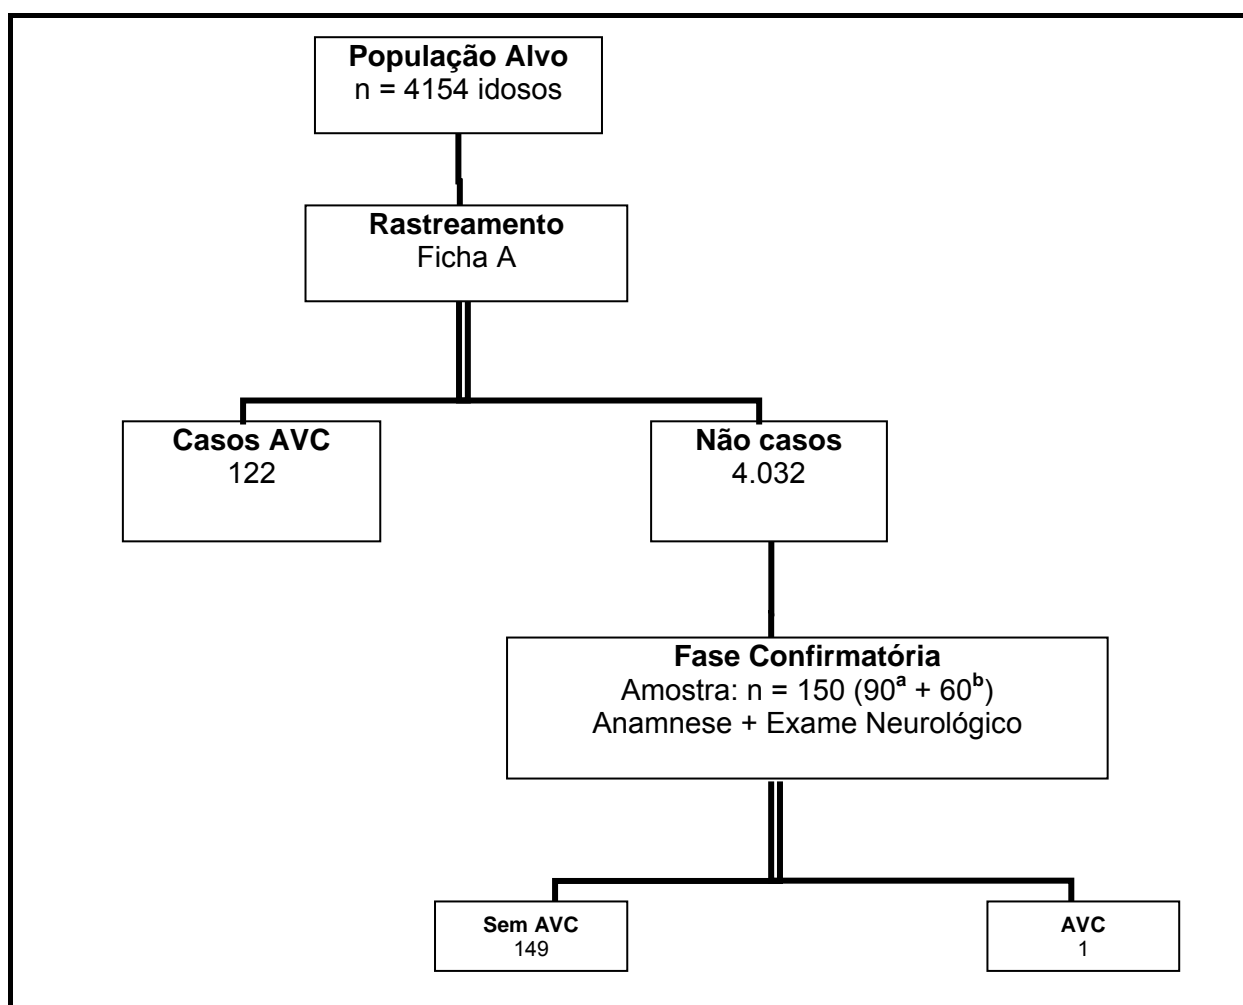 População Alvo
n = 4154 idosos
Rastreamento
Ficha A
Casos AVC
122
Não casos
4.032
Fase Confirmatória
Amostra: n = 150 (90ᵃ + 60ᵇ)
Anamnese + Exame Neurológico
Sem AVC
149
AVC
1